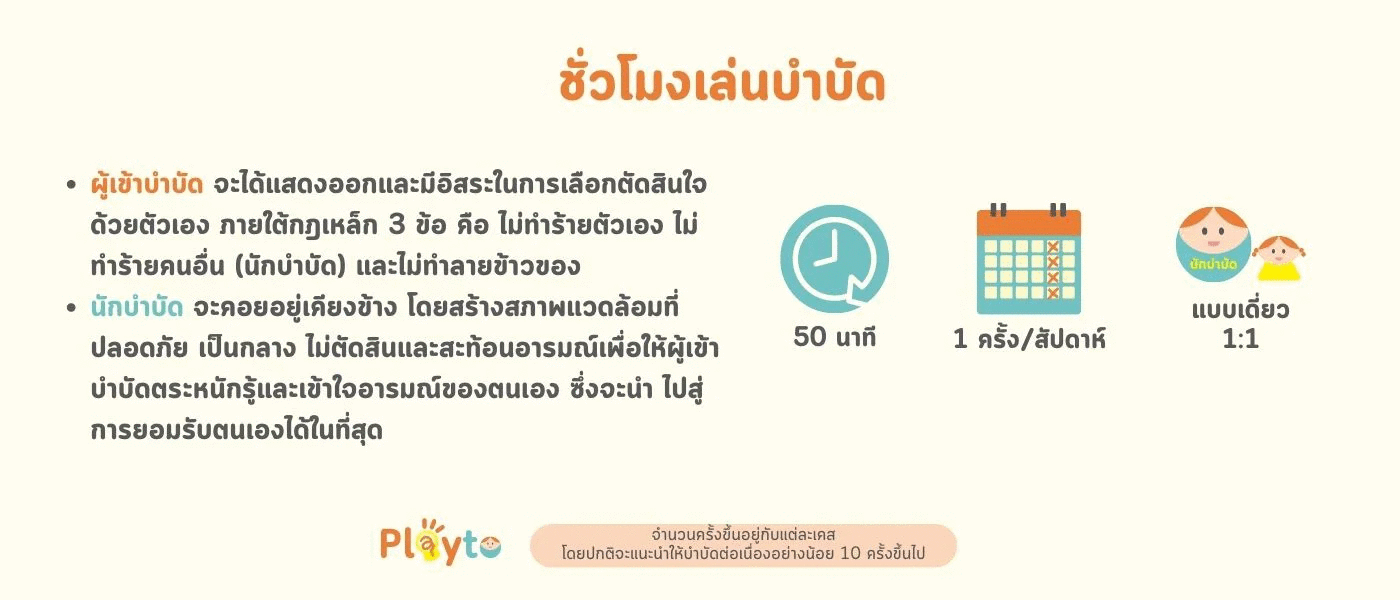 ชั่วโมงเล่นบำบัด
• ผู้เข้าบำบัด จะได้แสดงออกและมีอิสระในการเลือกตัดสินใจ
ด้วยตัวเอง ภายใต้กฎเหล็ก 3 ข้อ คือ ไม่ทำร้ายตัวเอง ไม่
ทำร้ายคนอื่น (นักบำบัด) และไม่ทำลายข้าวของ
• นักบำบัด จะคอยอยู่เคียงข้าง โดยสร้างสภาพแวดล้อมที่
ปลอดภัย เป็นกลาง ไม่ตัดสินและสะท้อนอารมณ์เพื่อให้ผู้เข้า
บำบัดตระหนักรู้และเข้าใจอารมณ์ของตนเอง ซึ่งจะนำ ไปสู่
การยอมรับตนเองได้ในที่สุด
50 นาที
1 ครั้ง/สัปดาห์
นักบำบัด
แบบเดี่ยว
1:1
Playto
จำนวนครั้งขึ้นอยู่กับแต่ละเคส
โดยปกติจะแนะนำให้บำบัดต่อเนื่องอย่างน้อย 10 ครั้งขึ้นไป